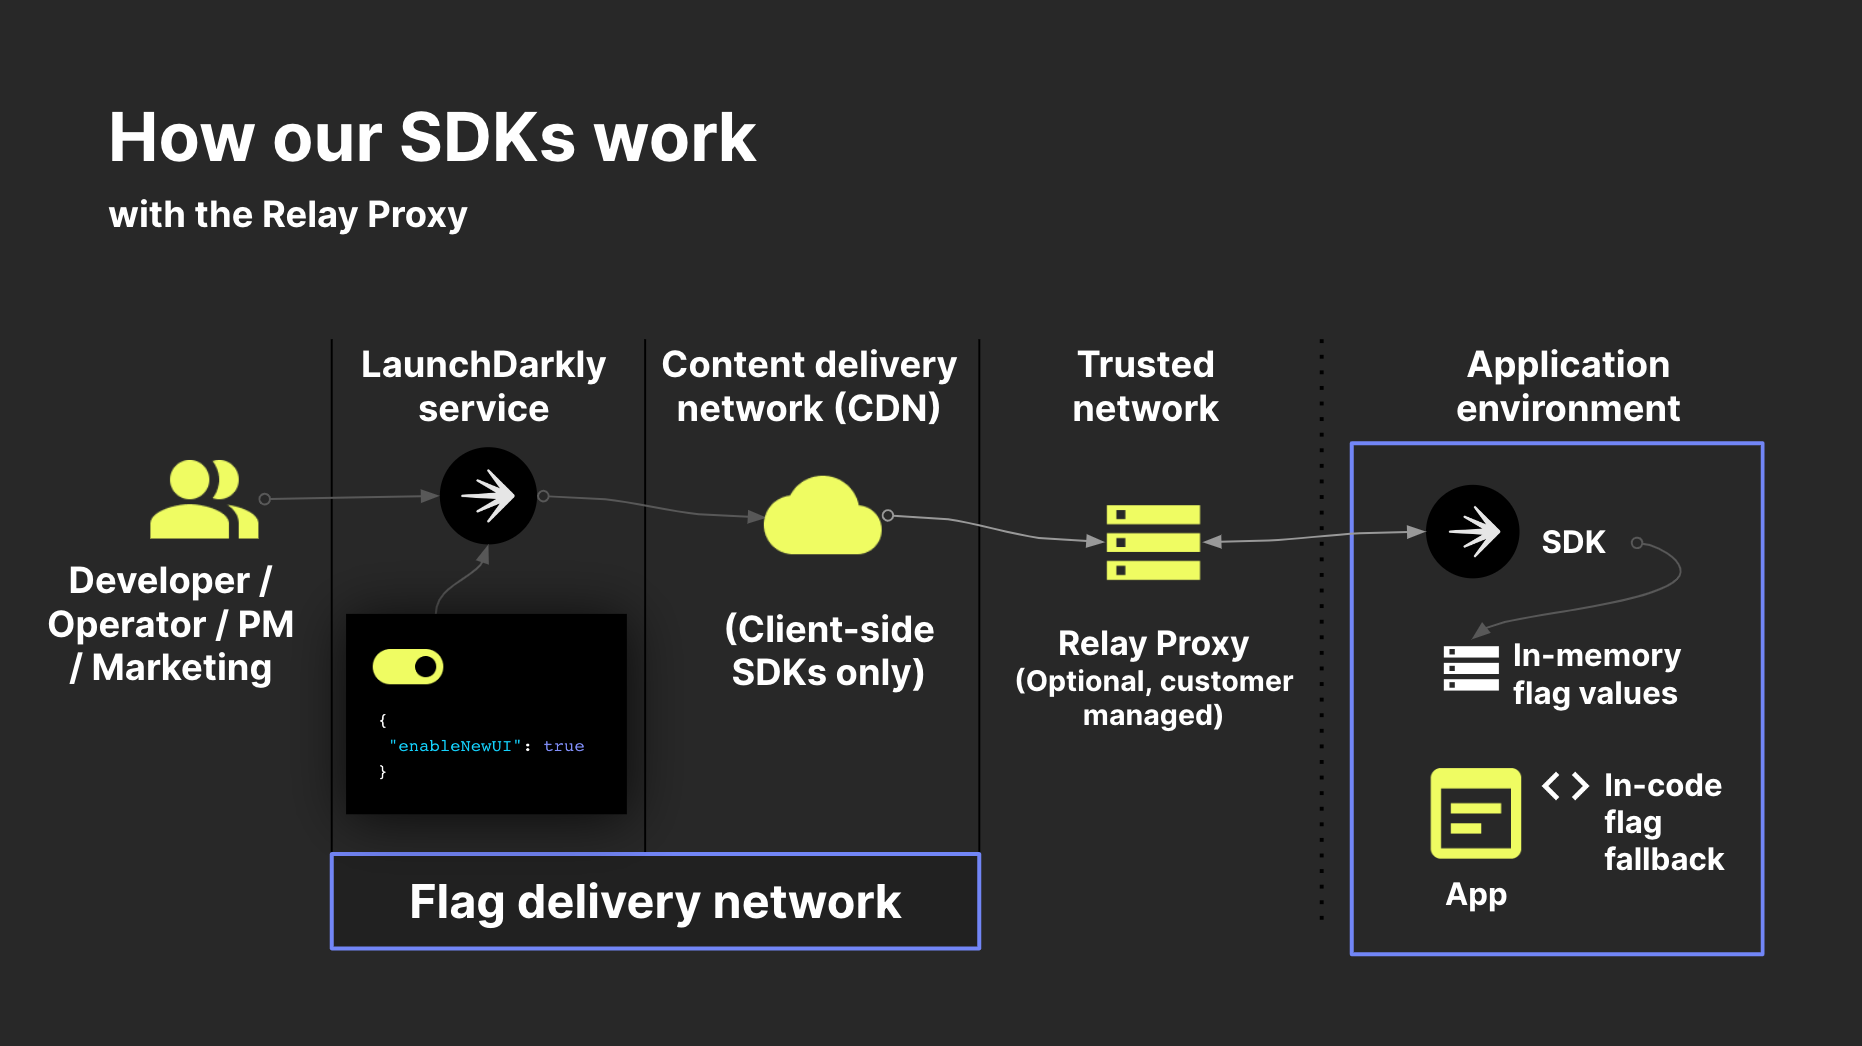 How our SDKs work
with the Relay Proxy
Developer /
Operator / PM
/ Marketing
LaunchDarkly
service
{
"enableNewUI": true
}
Content delivery
network (CDN)
(Client-side
SDKs only)
Flag delivery network
Trusted
network
Relay Proxy
(Optional, customer
managed)
Application
environment
SDK
In-memory
flag values
App
< > In-code
flag
fallback